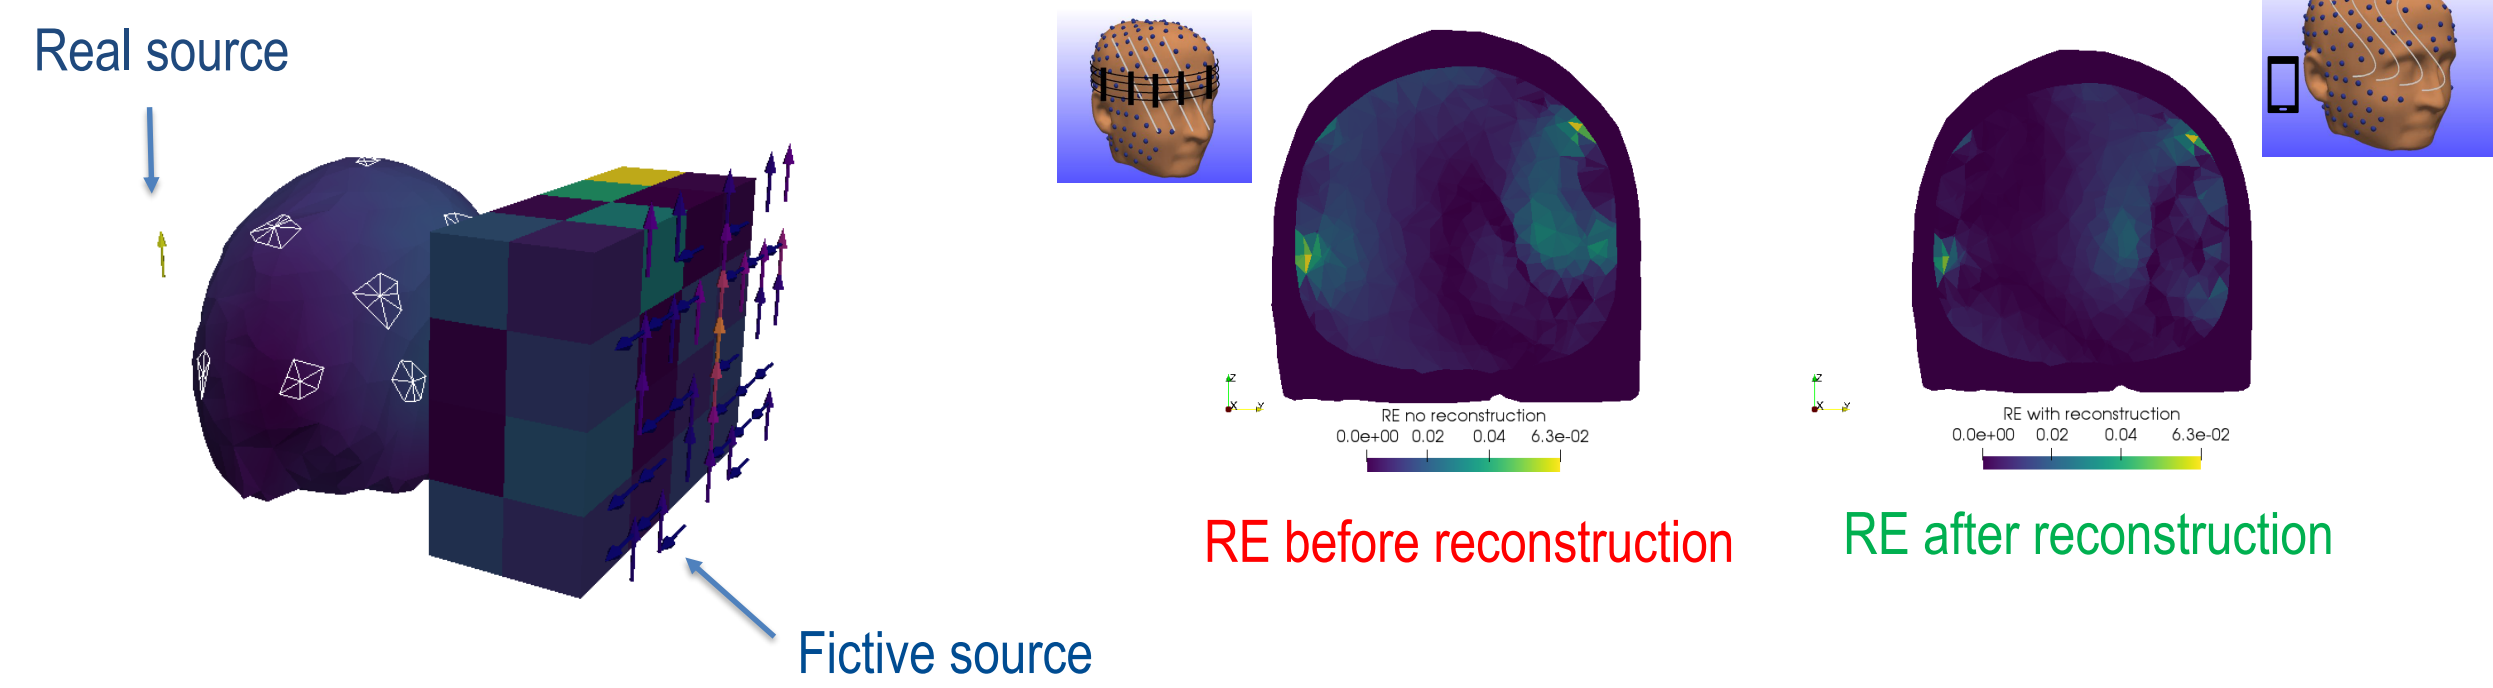 Real source
Fictive source
Z
X Y
RE no reconstruction
0.0e+00 0.02 0.04 6.3e-02
RE before reconstruction
Z
X Y
RE with reconstruction
0.0e+00 0.02 0.04 6.3e-02
RE after reconstruction